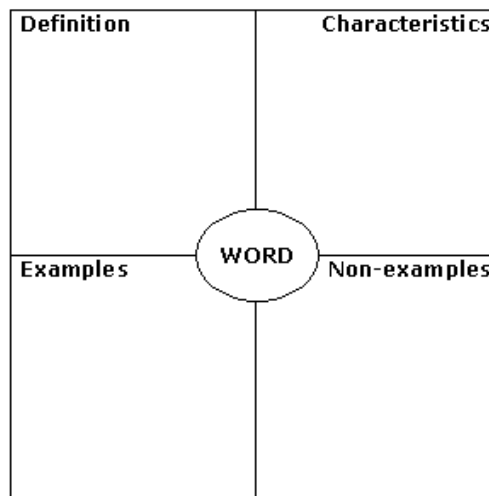 Definition
Characteristics
WORD
Examples
Non-examples